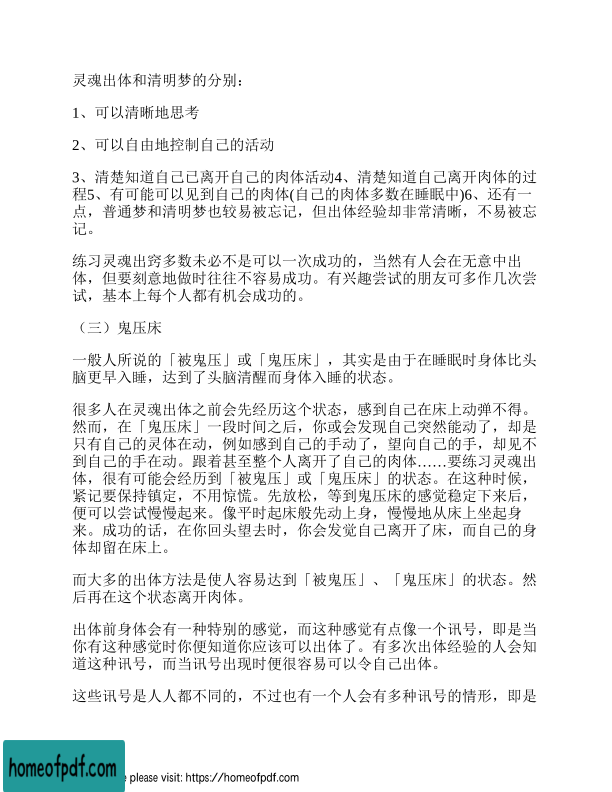 灵魂出体和清明梦的分别：
1、可以清晰地思考
2、可以自由地控制自己的活动
3、清楚知道自己已离开自己的肉体活动4、清楚知道自己离开肉体的过
程5、有可能可以见到自己的肉体(自己的肉体多数在睡眠中)6、还有一
点，普通梦和清明梦也较易被忘记，但出体经验却非常清晰，不易被忘
记。
练习灵魂出窍多数未必不是可以一次成功的，当然有人会在无意中出
体，但要刻意地做时往往不容易成功。有兴趣尝试的朋友可多作几次尝
试，基本上每个人都有机会成功的。
（三）鬼压床
一般人所说的「被鬼压」或「鬼压床」，其实是由于在睡眠时身体比头
脑更早入睡，达到了头脑清醒而身体入睡的状态。
很多人在灵魂出体之前会先经历这个状态，感到自己在床上动弹不得。
然而，在「鬼压床」一段时间之后，你或会发现自己突然能动了，却是
只有自己的灵体在动，例如感到自己的手动了，望向自己的手，却见不
到自己的手在动。跟着甚至整个人离开了自己的肉体……要练习灵魂出
体，很有可能会经历到「被鬼压」或「鬼压床」的状态。在这种时候，
紧记要保持镇定，不用惊慌。先放松，等到鬼压床的感觉稳定下来后，
便可以尝试慢慢起来。像平时起床般先动上身，慢慢地从床上坐起身
来。成功的话，在你回头望去时，你会发觉自己离开了床，而自己的身
体却留在床上。
而大多的出体方法是使人容易达到「被鬼压」、「鬼压床」的状态。然
后再在这个状态离开肉体。
出体前身体会有一种特别的感觉，而这种感觉有点像一个讯号，即是当
你有这种感觉时你便知道你应该可以出体了。有多次出体经验的人会知
道这种讯号，而当讯号出现时便很容易可以令自己出体。
这些讯号是人人都不同的，不过也有一个人会有多种讯号的情形，即是
homeofpdf.com
e please visit: https://homeofpdf.com